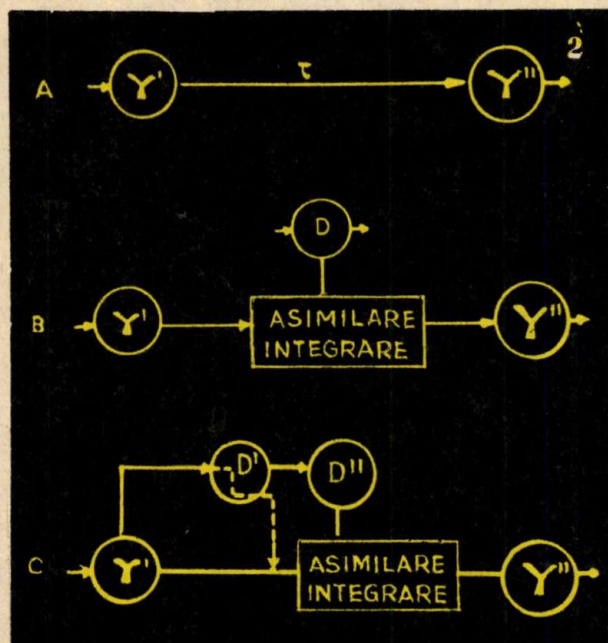 2
A Y' τ Y''
D
B Y' ASIMILARE Y''
INTEGRARE
D' D''
C Y' ASIMILARE Y''
INTEGRARE